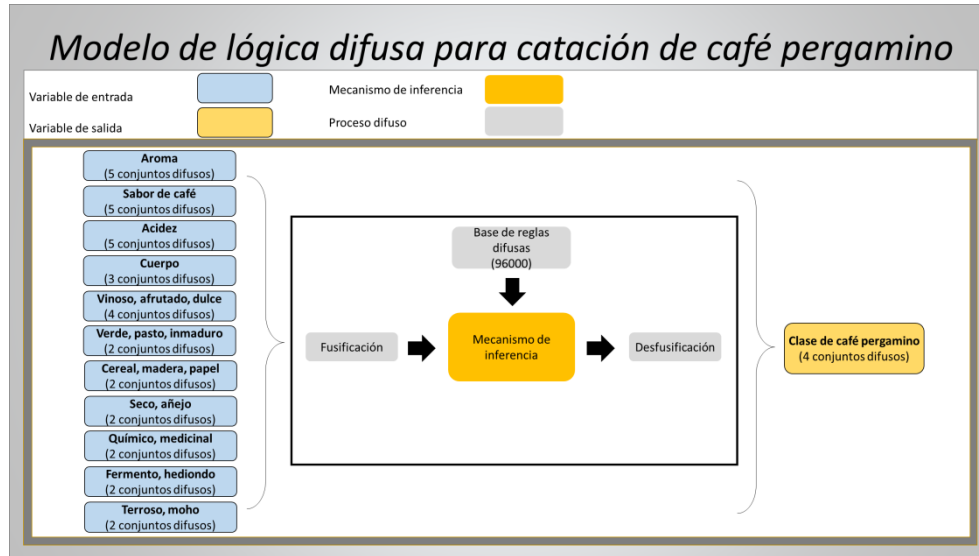 Modelo de lógica difusa para catación de café pergamino
Variable de entrada
Mecanismo de inferencia
Variable de salida
Proceso difuso
Aroma
(5 conjuntos difusos)
Sabor de café
(5 conjuntos difusos)
Acidez
(5 conjuntos difusos)
Cuerpo
(3 conjuntos difusos)
Vinoso, afrutado, dulce
(4 conjuntos difusos)
Verde, pasto, inmaduro
(2 conjuntos difusos)
Cereal, madera, papel
(2 conjuntos difusos)
Seco, añejo
(2 conjuntos difusos)
Químico, medicinal
(2 conjuntos difusos)
Fermento, hediondo
(2 conjuntos difusos)
Terroso, moho
(2 conjuntos difusos)
Base de reglas
difusas
(96000)
Fusificación
Mecanismo de
inferencia
Desfusificación
Clase de café pergamino
(4 conjuntos difusos)